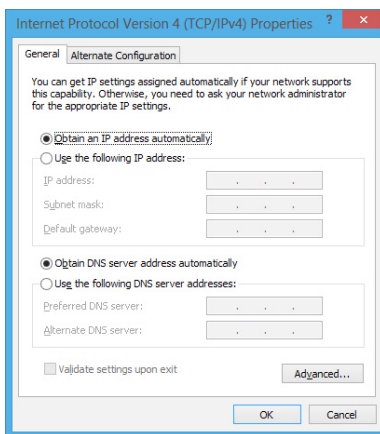 Internet Protocol Version 4 (TCP/IPv4) Properties ? ×
General Alternate Configuration
You can get IP settings assigned automatically if your network supports
this capability. Otherwise, you need to ask your network administrator
for the appropriate IP settings.
Obtain an IP address automatically
Use the following IP address:
IP address: . . .
Subnet mask: . . .
Default gateway: . . .
Obtain DNS server address automatically
Use the following DNS server addresses:
Preferred DNS server: . . .
Alternate DNS server: . . .
Validate settings upon exit
Advanced...
OK Cancel